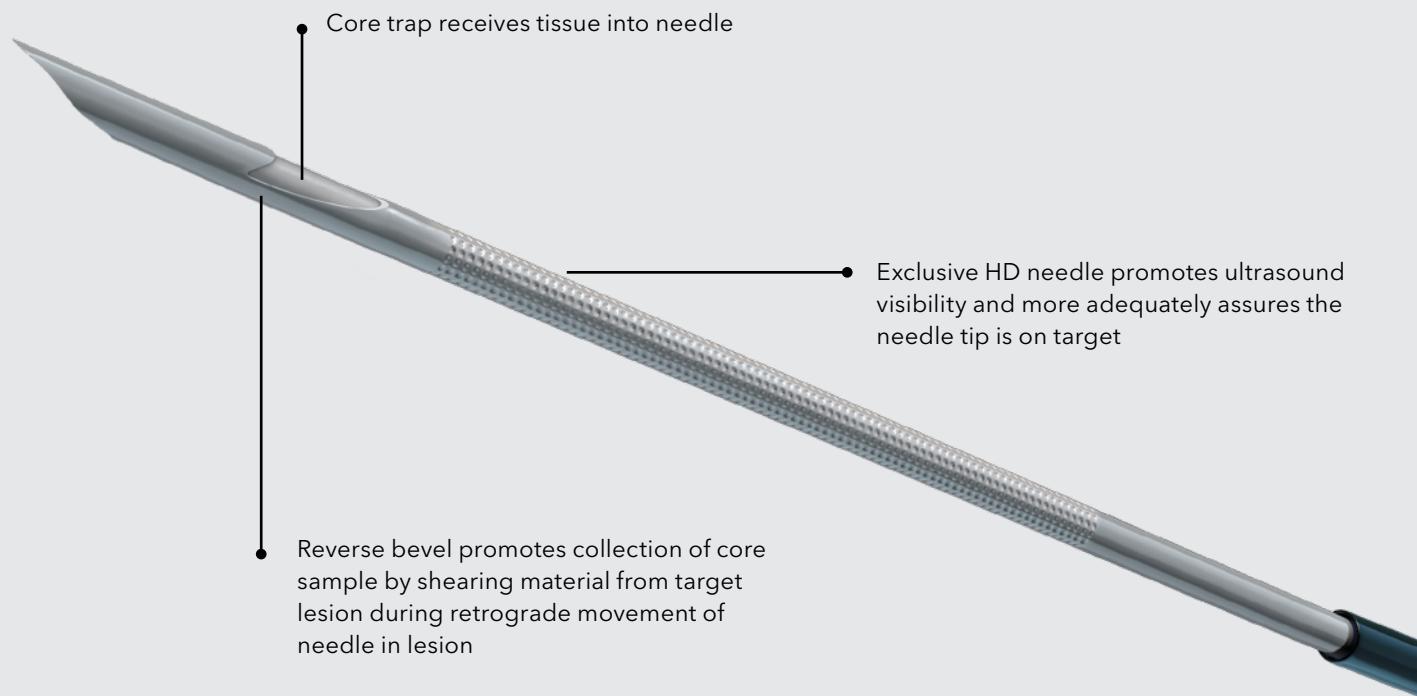 Core trap receives tissue into needle
Exclusive HD needle promotes ultrasound
visibility and more adequately assures the
needle tip is on target
Reverse bevel promotes collection of core
sample by shearing material from target
lesion during retrograde movement of
needle in lesion